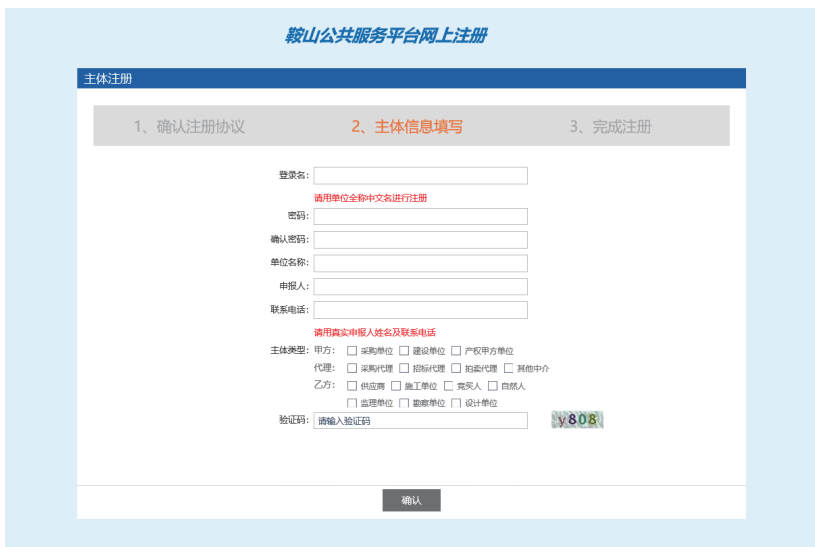 鞍山公共服务平台网上注册
主体注册
1、确认注册协议 2、主体信息填写 3、完成注册
登录名:
请用单位全称中文名进行注册
密码:
确认密码:
单位名称:
申报人:
联系电话:
请用真实申报人姓名及联系电话
主体类型: 甲方: 采购单位 建设单位 产权甲方单位
代理: 采购代理 招标代理 拍卖代理 其他中介
乙方: 供应商 施工单位 竞买人 自然人
监理单位 勘察单位 设计单位
验证码: 请输入验证码 y808
确认